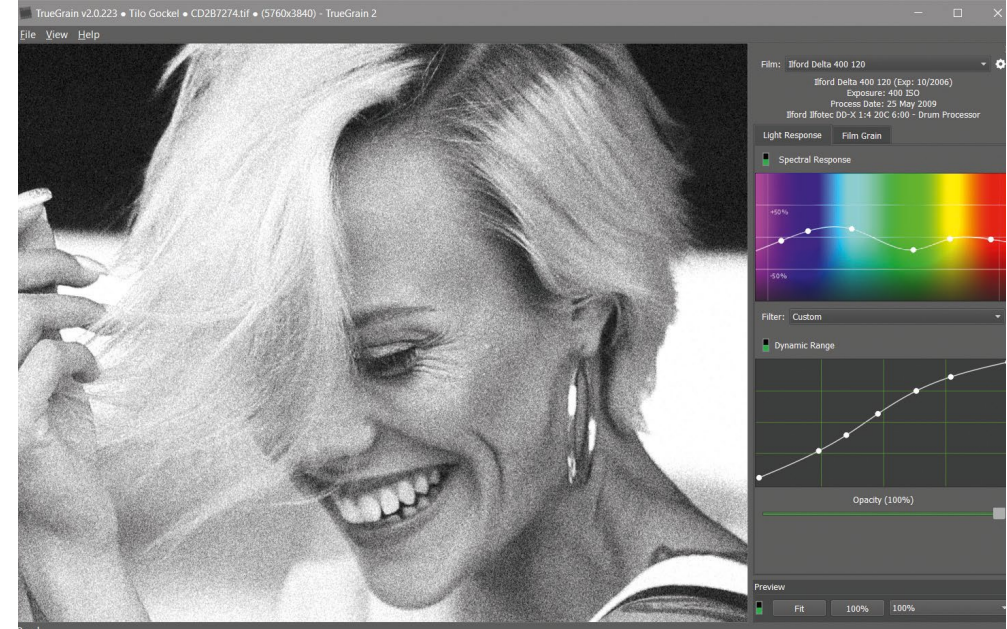 TrueGrain v2.0.223 ● Tilo Gockel ● CD2B7274.tif ● (5760x3840) - TrueGrain 2
File View Help
Film: Ilford Delta 400 120
Ilford Delta 400 120 (Exp: 10/2006)
Exposure: 400 ISO
Process Date: 25 May 2009
Ilford Ilfotec DD-X 1:4 20C 6:00 - Drum Processor
Light Response Film Grain
Spectral Response
+50%
-50%
Filter: Custom
Dynamic Range
Opacity (100%)
Preview
Fit 100% 100%